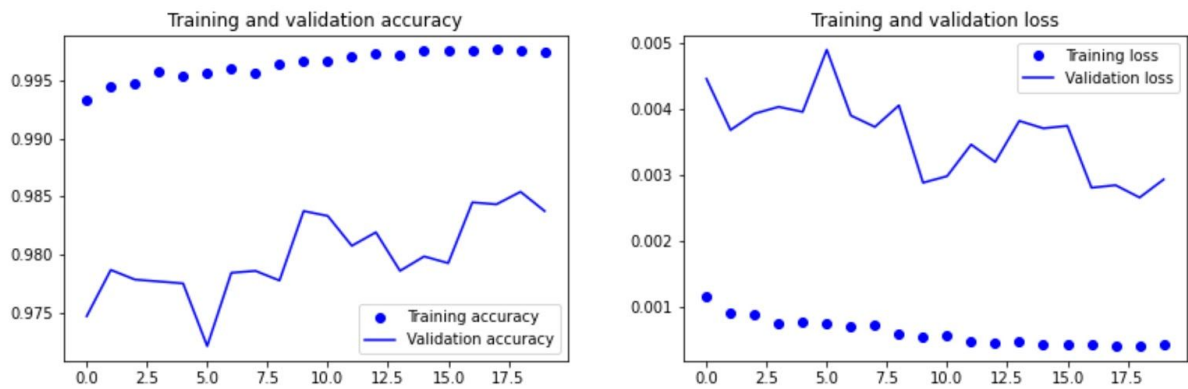 Training and validation accuracy
0.995
0.990
0.985
0.980
0.975
Training accuracy
Validation accuracy
0.0 2.5 5.0 7.5 10.0 12.5 15.0 17.5
Training and validation loss
0.005
Training loss
Validation loss
0.004
0.003
0.002
0.001
0.0 2.5 5.0 7.5 10.0 12.5 15.0 17.5